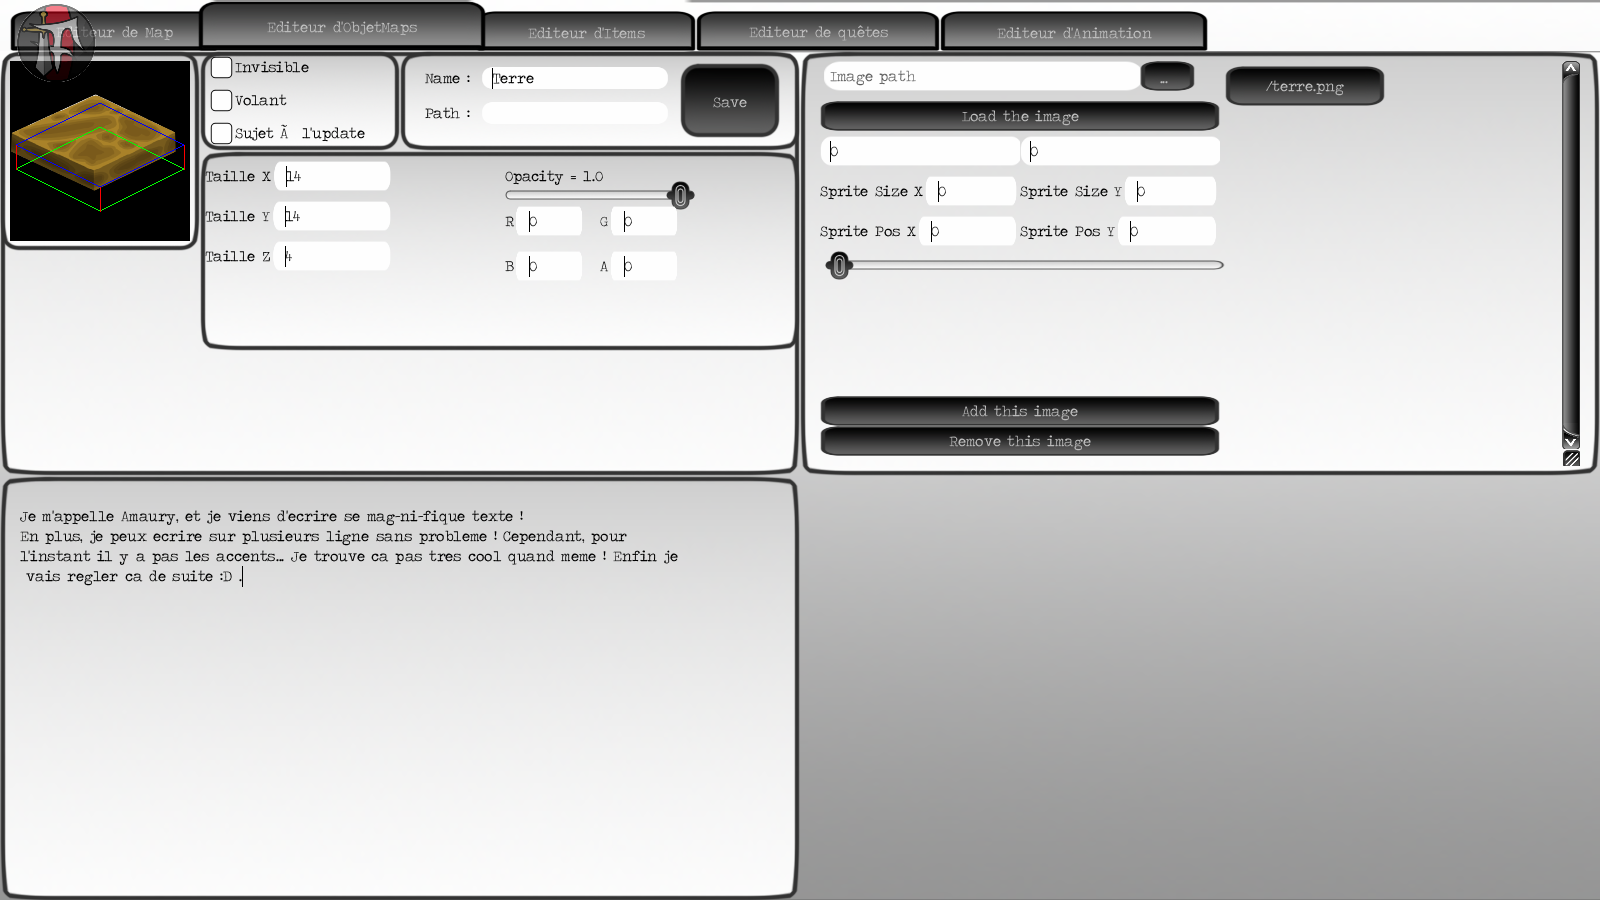 Editeur de Map
Editeur d'ObjetMaps
Editeur d'Items
Editeur de quêtes
Editeur d'Animation
Invisible
Volant
Sujet Ã l'update
Name : Terre
Path :
Save
Taille X 14
Taille Y 14
Taille Z 4
Opacity = 1.0
R 0 G 0
B 0 A 0
Image path ...
/terre.png
Load the image
0 0
Sprite Size X 0 Sprite Size Y 0
Sprite Pos X 0 Sprite Pos Y 0
Add this image
Remove this image
Je m'appelle Amaury, et je viens d'ecrire se mag-ni-fique texte !
En plus, je peux ecrire sur plusieurs ligne sans probleme ! Cependant, pour
l'instant il y a pas les accents... Je trouve ca pas tres cool quand meme ! Enfin je
vais regler ca de suite :D .